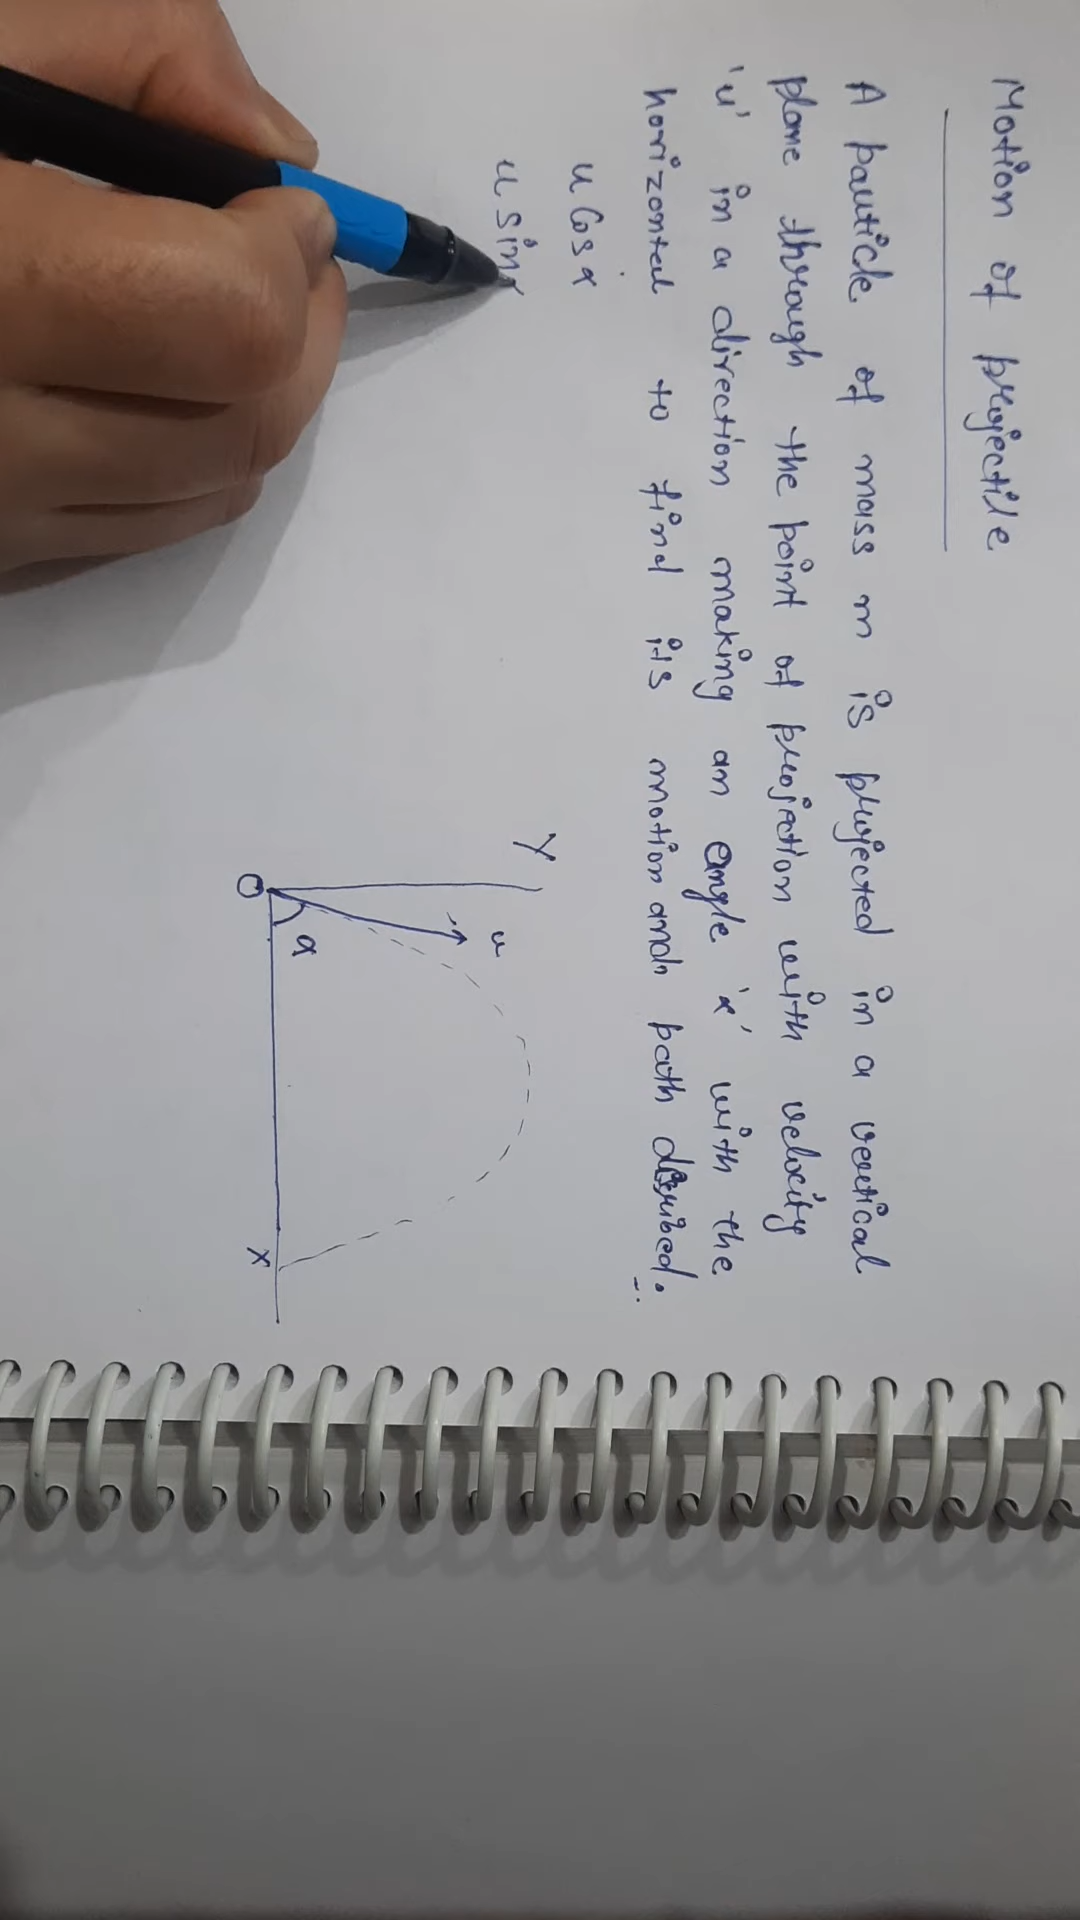 Motion of projectile
A particle of mass m is projected in a vertical
plane through the point of projection with velocity
'u' in a direction making an angle 'α' with the
horizontal to find its motion and path discribed.
u Cos α
u Sin α
Y
u
α
O
X